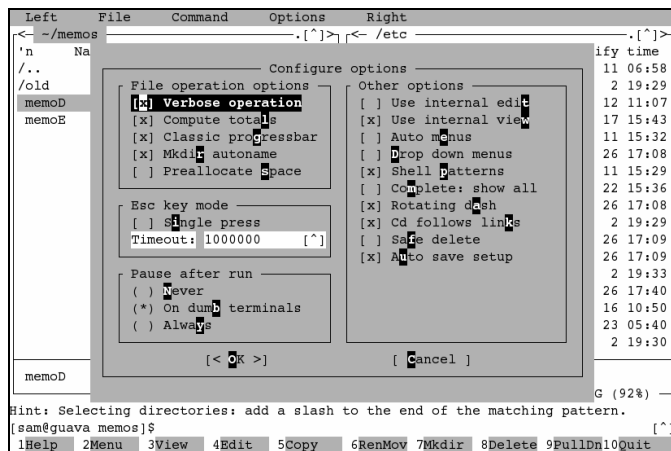 Left File Command Options Right
<- ~/memos .[^]> <- /etc .[^]>
'n Na ify time
/.. 11 06:58
/old 2 19:29
memoD 12 11:07
memoE 17 15:43
11 15:32
26 17:08
11 15:29
22 15:36
26 17:08
2 19:29
26 17:09
26 17:09
2 19:33
26 17:40
16 10:50
23 05:40
2 19:30
Configure options
File operation options
[x] Verbose operation
[x] Compute totals
[x] Classic progressbar
[x] Mkdir autoname
[ ] Preallocate space
Esc key mode
[ ] Single press
Timeout: 1000000 [^]
Pause after run
( ) Never
(*) On dumb terminals
( ) Always
Other options
[ ] Use internal edit
[x] Use internal view
[ ] Auto menus
[ ] Drop down menus
[x] Shell patterns
[ ] Complete: show all
[x] Rotating dash
[x] Cd follows links
[ ] Safe delete
[x] Auto save setup
[< OK >] [ Cancel ]
memoD
G (92%)
Hint: Selecting directories: add a slash to the end of the matching pattern.
[sam@guava memos]$ [^]
1Help 2Menu 3View 4Edit 5Copy 6RenMov 7Mkdir 8Delete 9PullDn 10Quit